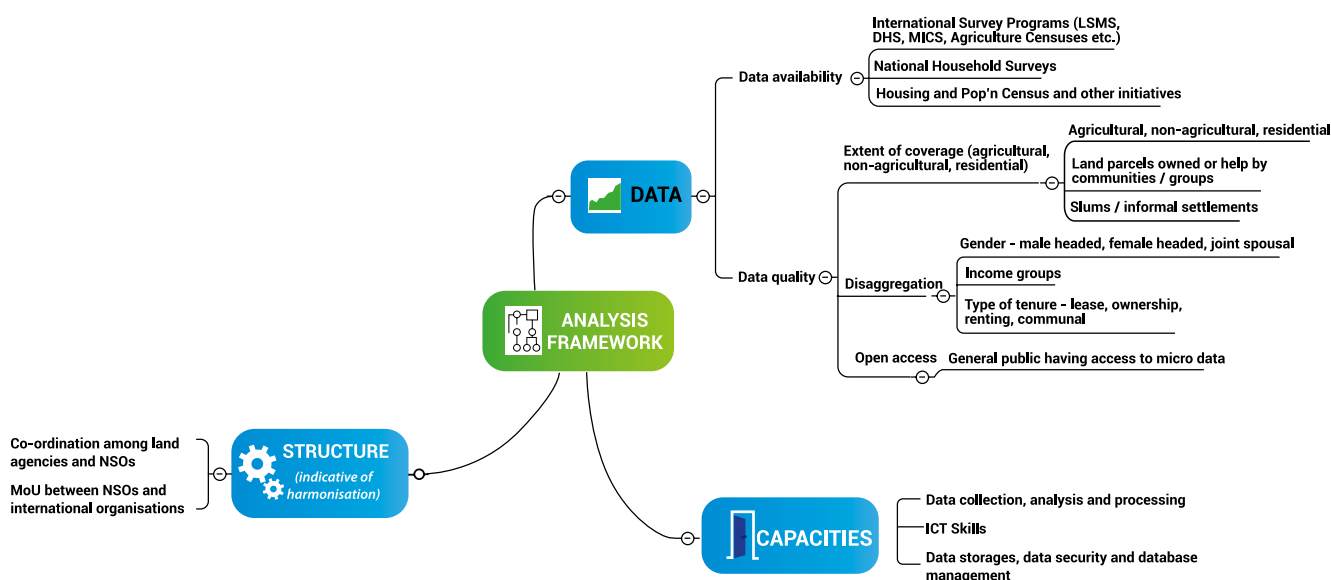 International Survey Programs (LSMS,
DHS, MICS, Agriculture Censuses etc.)
Data availability
National Household Surveys
Housing and Pop'n Census and other initiatives
DATA
Extent of coverage (agricultural,
non-agricultural, residential)
Agricultural, non-agricultural, residential
Land parcels owned or help by
communities / groups
Slums / informal settlements
Data quality
Disaggregation
Gender – male headed, female headed, joint spousal
Income groups
Type of tenure – lease, ownership,
renting, communal
Open access
General public having access to micro data
ANALYSIS
FRAMEWORK
STRUCTURE
(indicative of
harmonisation)
Co-ordination among land
agencies and NSOs
MoU between NSOs and
international organisations
CAPACITIES
Data collection, analysis and processing
ICT Skills
Data storages, data security and database
management